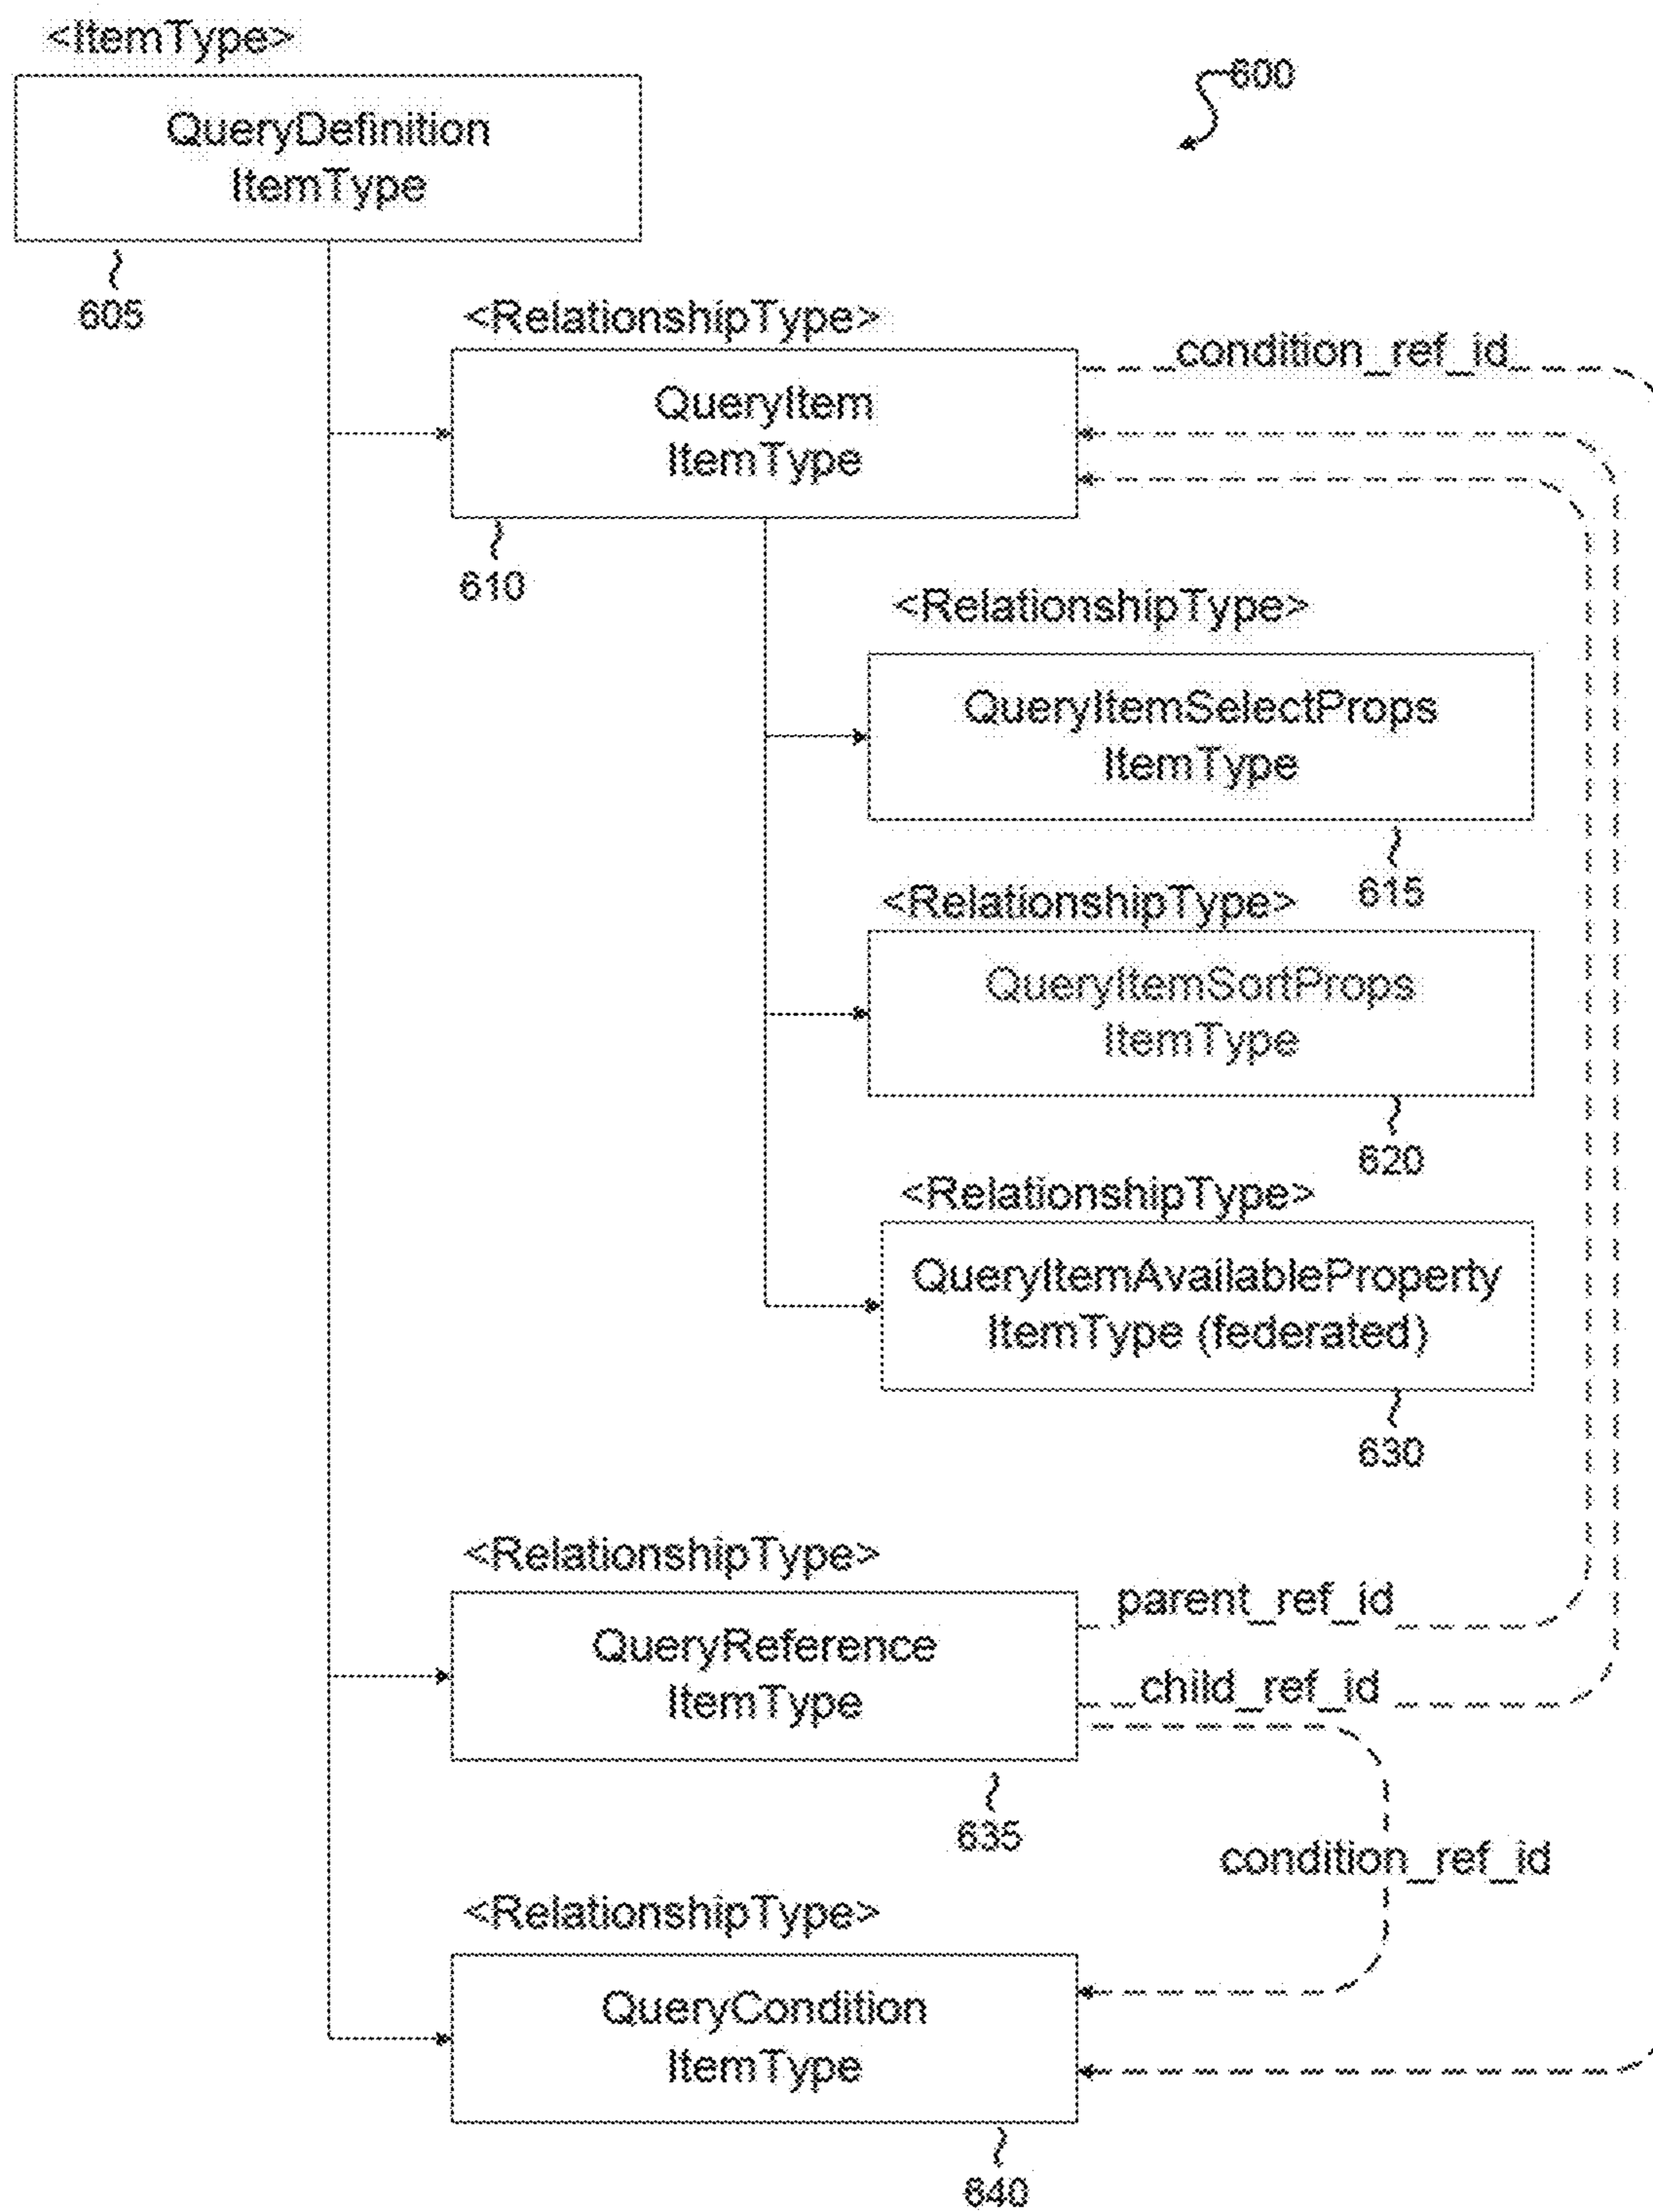 <ItemType>
600
QueryDefinition
ItemType
605
<RelationshipType>
condition_ref_id
QueryItem
ItemType
610
<RelationshipType>
QueryItemSelectProps
ItemType
615
<RelationshipType>
QueryItemSortProps
ItemType
620
<RelationshipType>
QueryItemAvailableProperty
ItemType (federated)
630
<RelationshipType>
parent_ref_id
QueryReference
ItemType
child_ref_id
635
condition_ref_id
<RelationshipType>
QueryCondition
ItemType
640